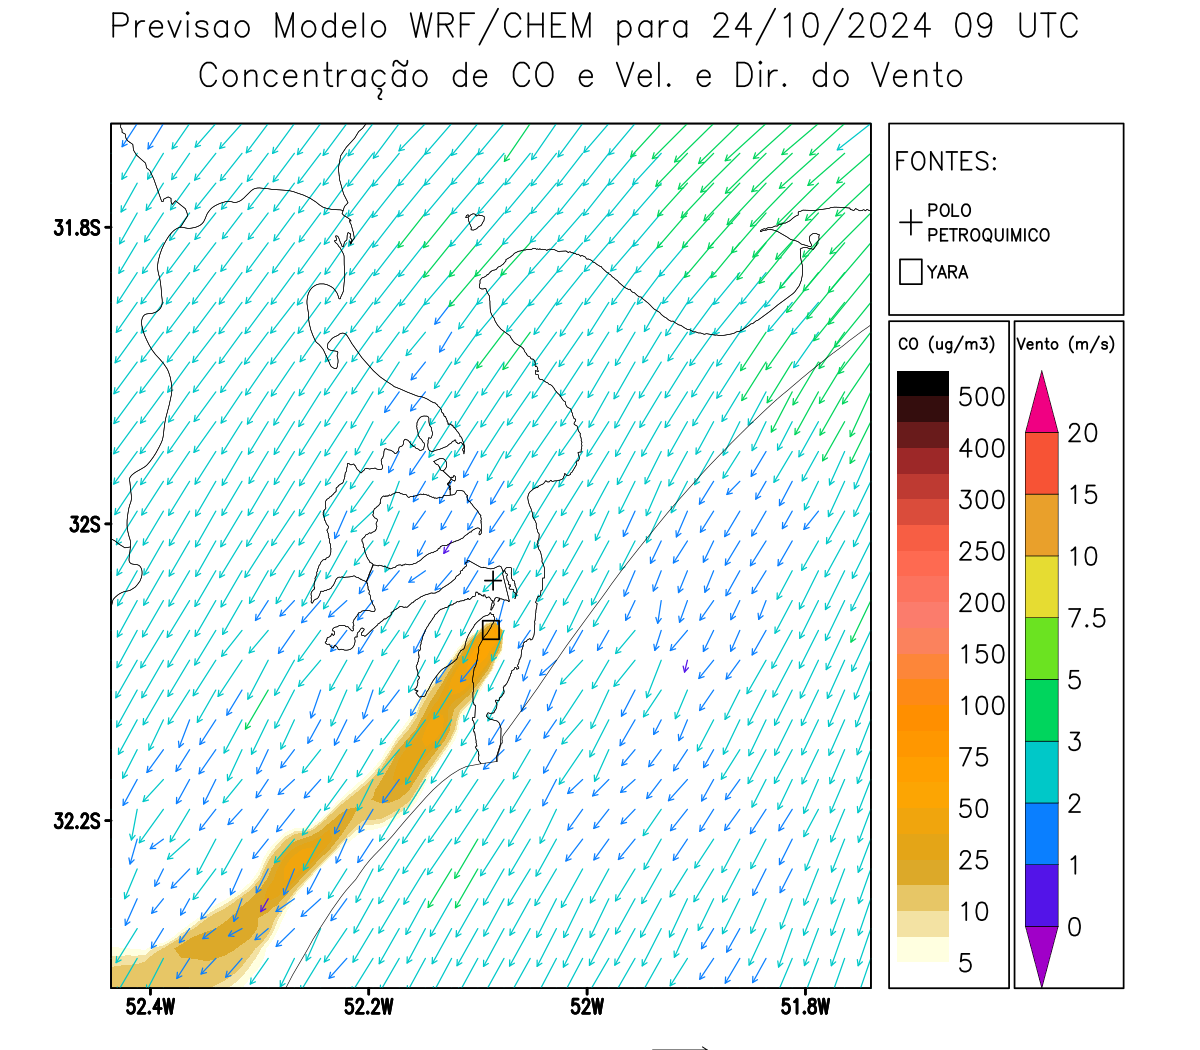 Previsao Modelo WRF/CHEM para 24/10/2024 09 UTC
Concentração de CO e Vel. e Dir. do Vento
FONTES:
POLO
PETROQUIMICO
YARA
CO (ug/m3)
500
400
300
250
200
150
100
75
50
25
10
5
Vento (m/s)
20
15
10
7.5
5
3
2
1
0
31.8S
32S
32.2S
52.4W
52.2W
52W
51.8W